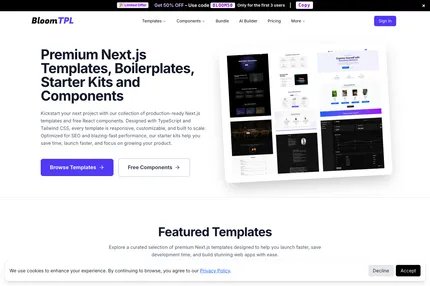 Limited Offer Get 50% OFF – Use code BLOOM50 Only for the first 3 users | Copy ×
BloomTPL Templates Components Bundle AI Builder Pricing More Sign In
Premium Next.js
Templates, Boilerplates,
Starter Kits and
Components
Kickstart your next project with our collection of production-ready Next.js
templates and free React components. Designed with TypeScript and
Tailwind CSS, every template is responsive, customizable, and built to scale.
Optimized for SEO and blazing-fast performance, our starter kits help you
save time, launch faster, and focus on growing your product.
Browse Templates → Free Components →
Featured Templates
Explore a curated selection of premium Next.js templates designed to help you launch faster, save
development time, and build stunning web apps with ease.
We use cookies to enhance your experience. By continuing to browse, you agree to our Privacy Policy. Decline Accept